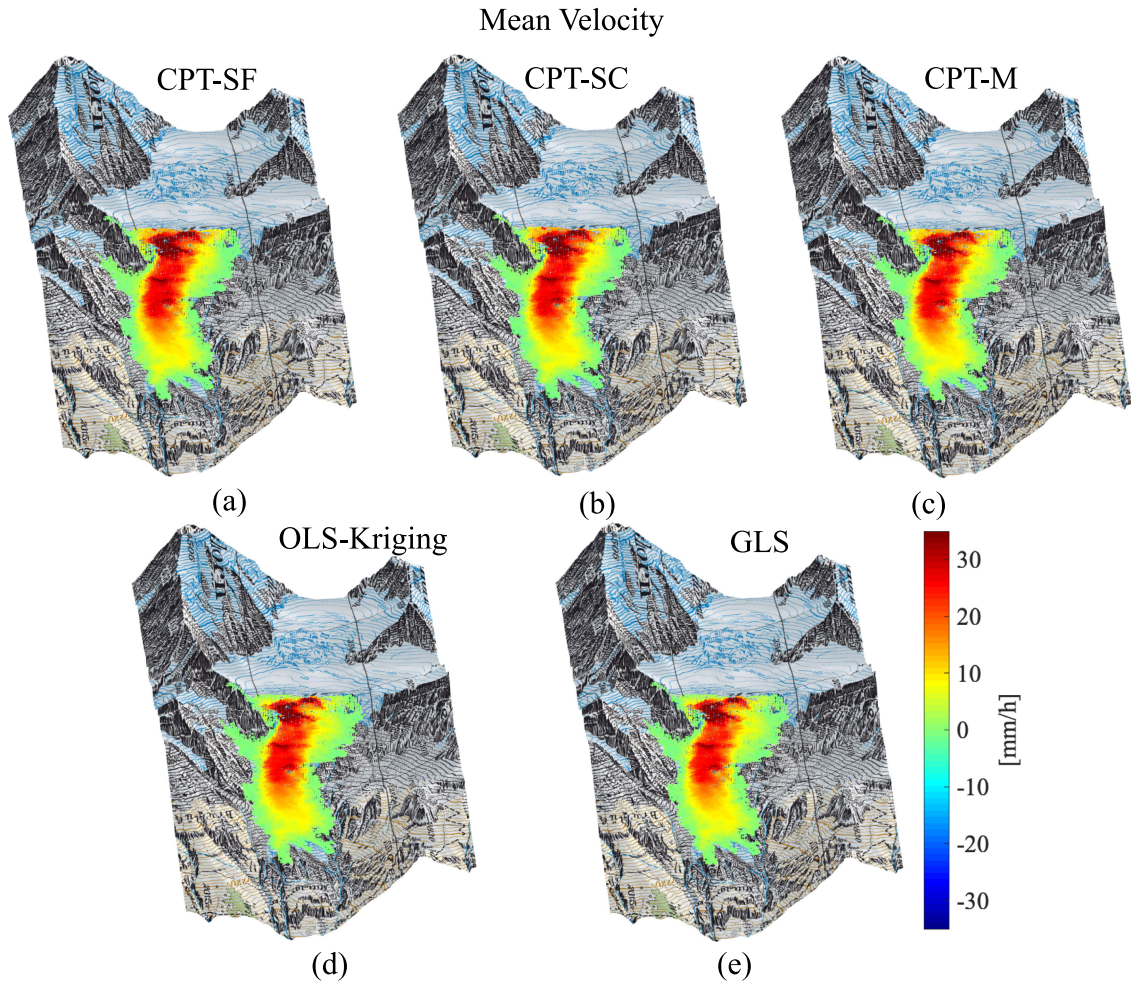 Mean Velocity
CPT-SF
CPT-SC
CPT-M
(a)
(b)
(c)
OLS-Kriging
GLS
30
20
10
0
-10
-20
-30
[mm/h]
(d)
(e)